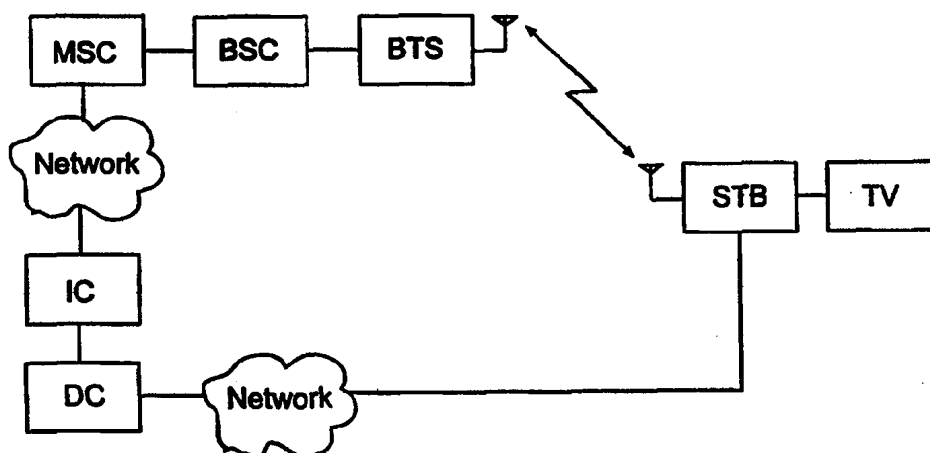 MSC
BSC
BTS
Network
STB
TV
IC
DC
Network